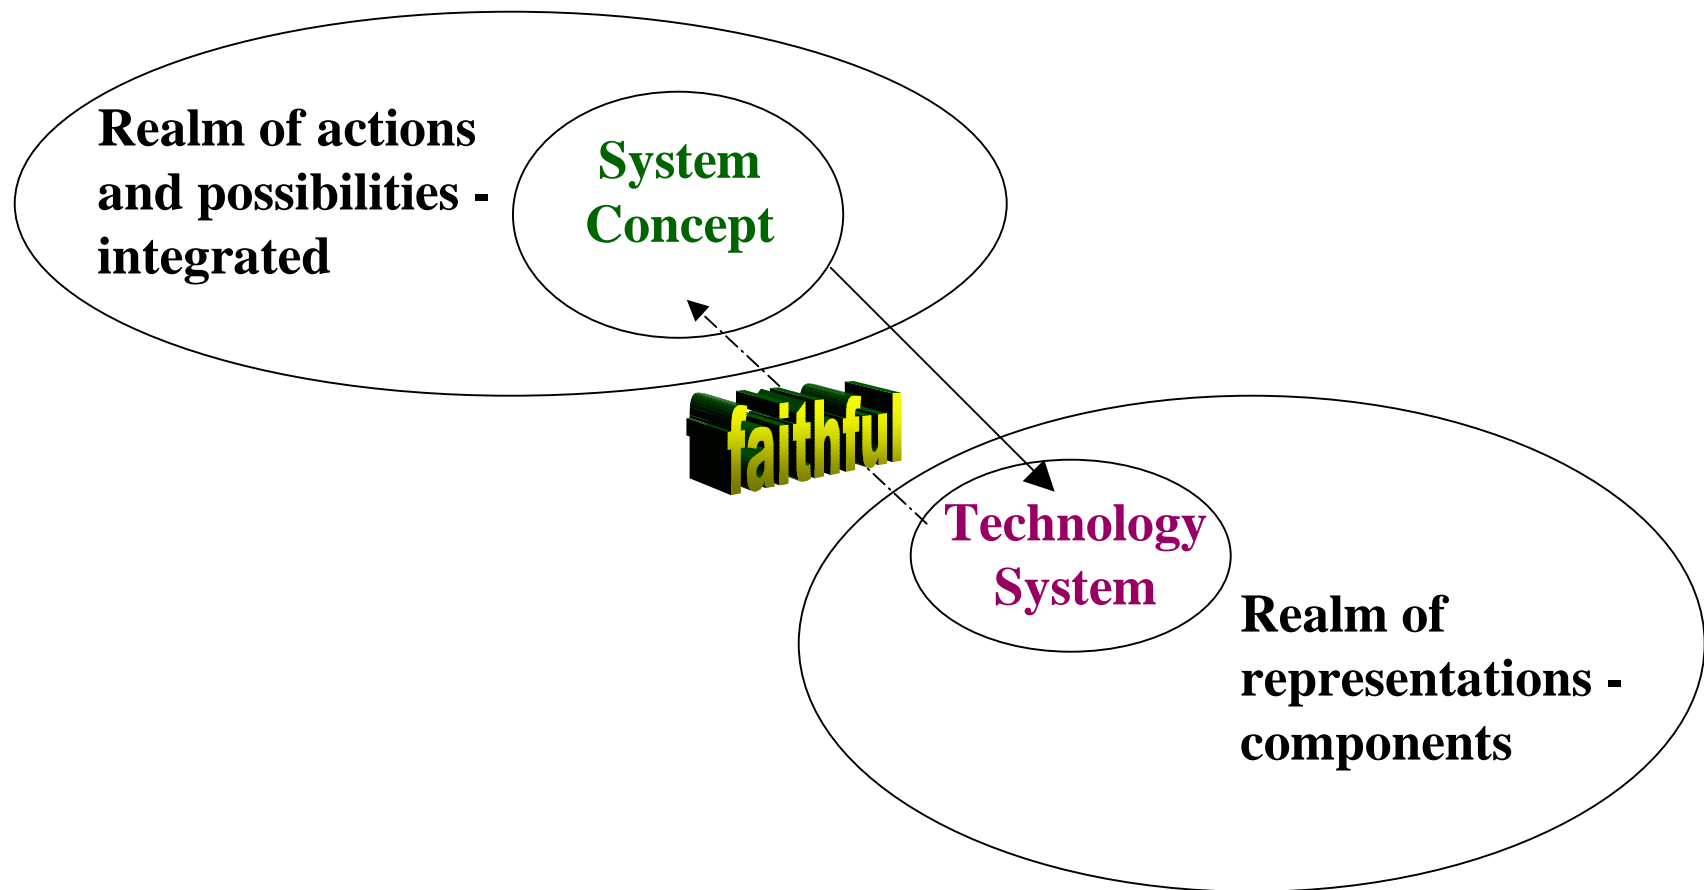 Realm of actions
and possibilities -
integrated
System
Concept
faithful
Technology
System
Realm of
representations -
components